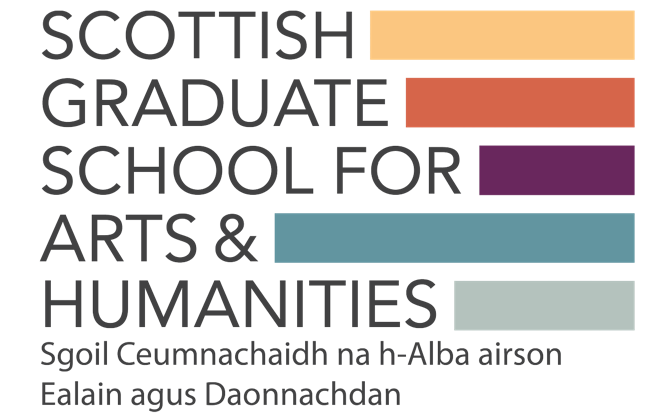 SCOTTISH
GRADUATE
SCHOOL FOR
ARTS &
HUMANITIES
Sgoil Ceumnachaidh na h-Alba airson
Ealain agus Daonnachdan